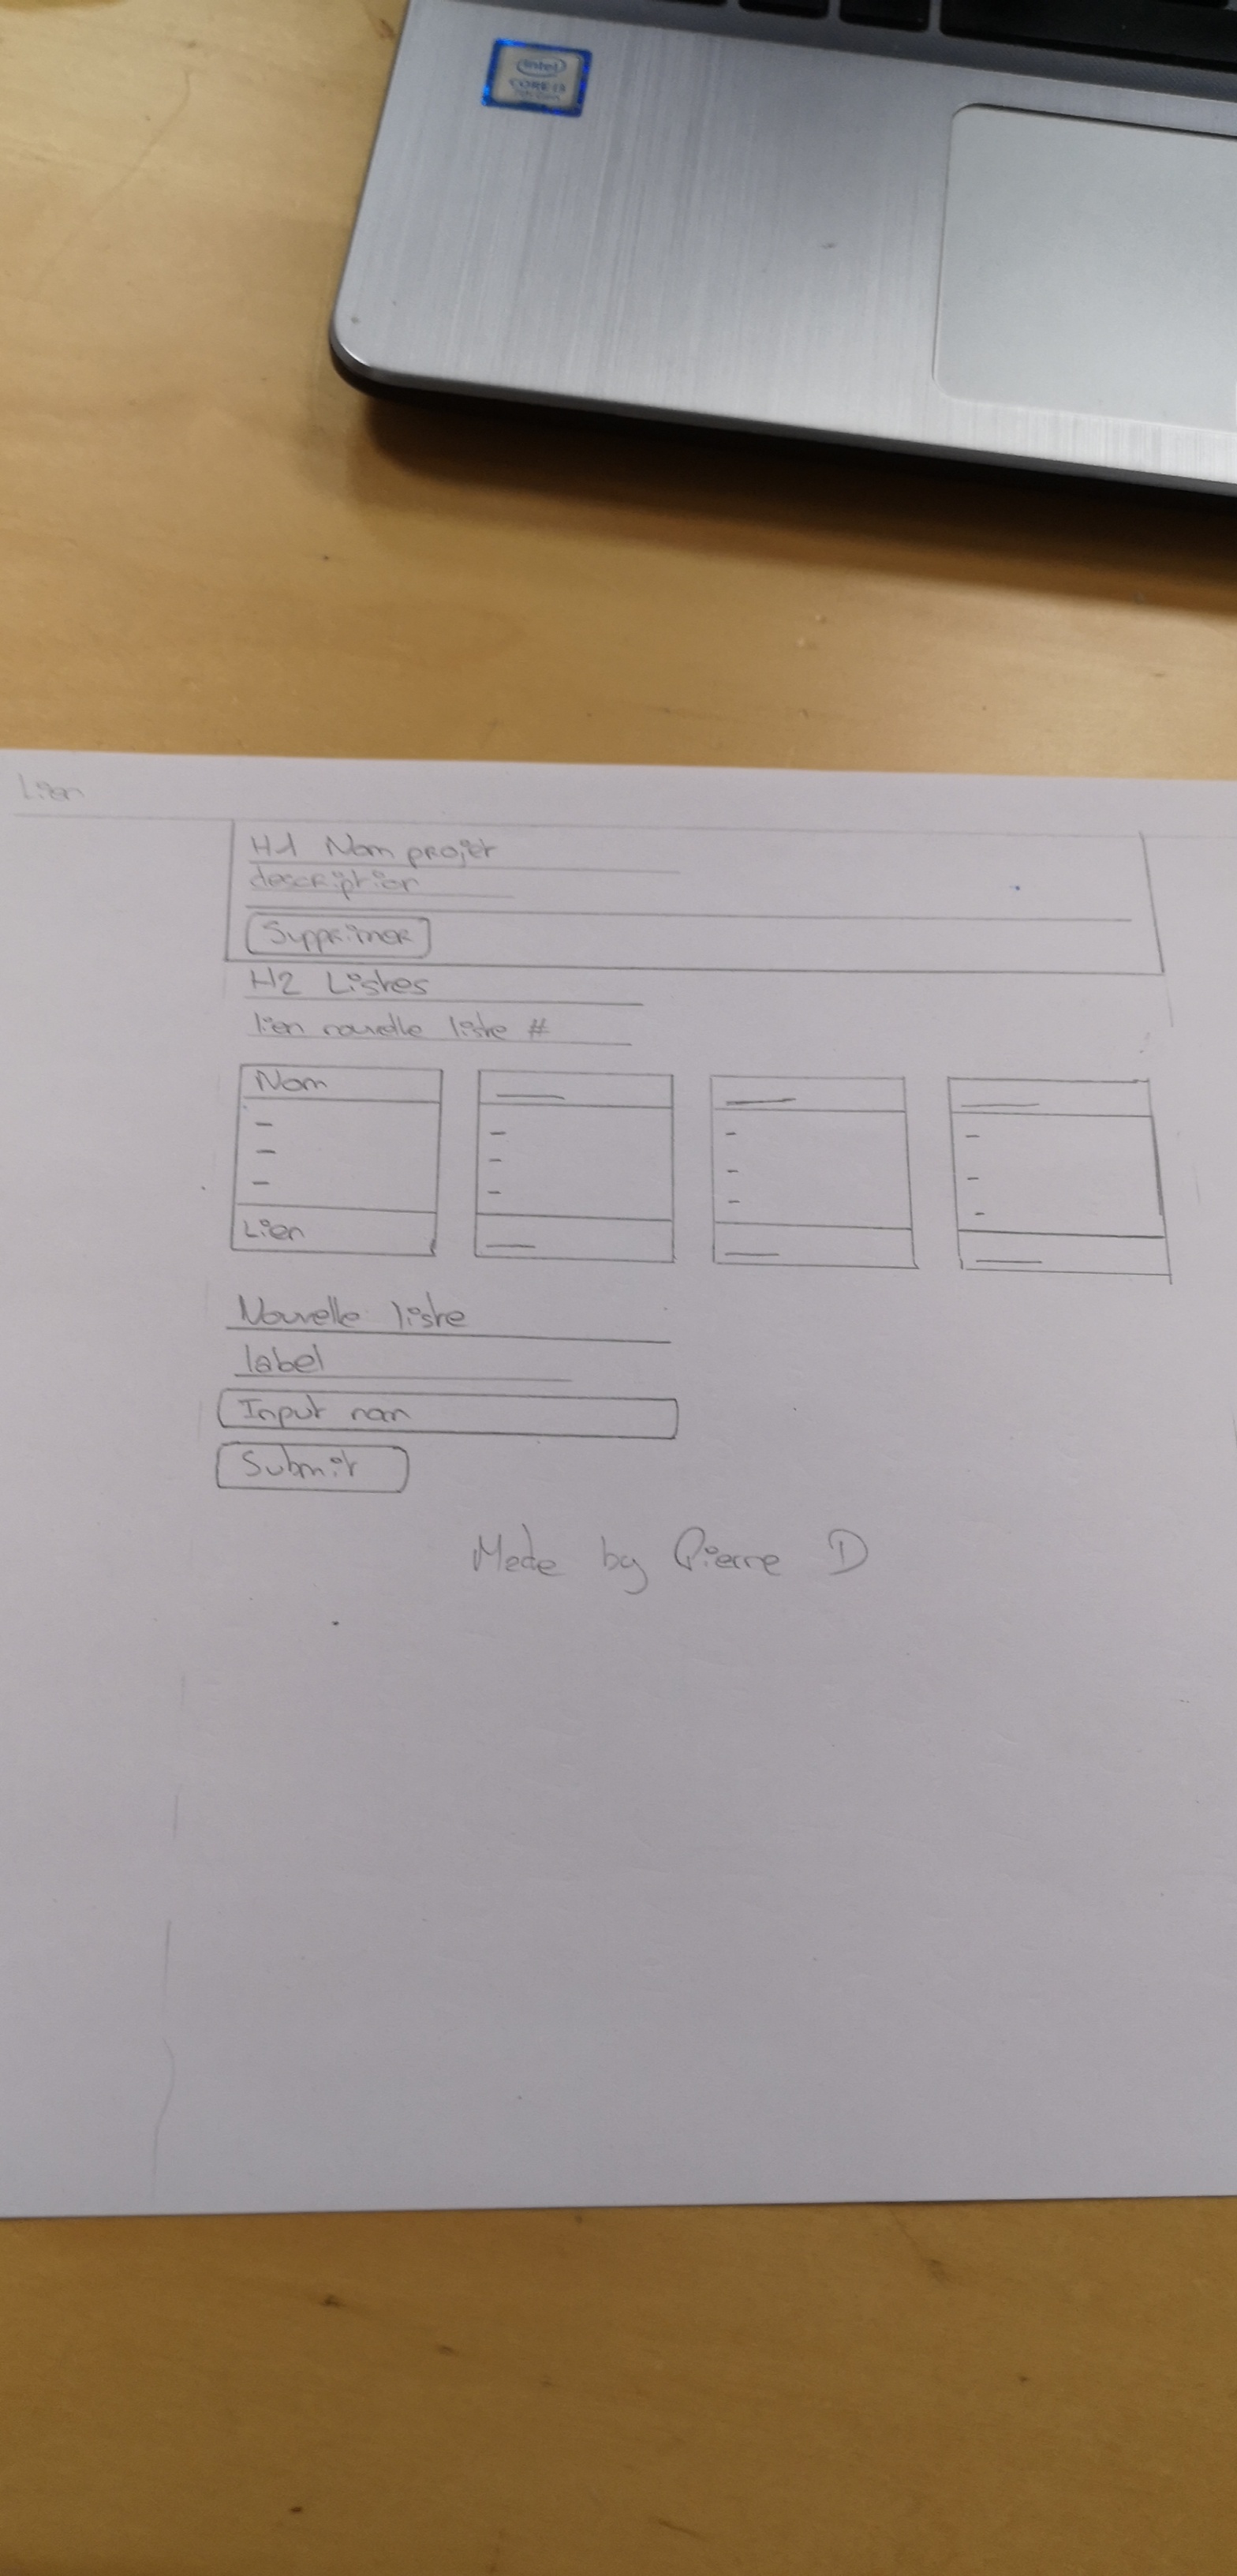 intel
CORE i3
Lien
H1 Nom projet
description
Supprimer
H2 Listes
lien nouvelle liste #
Nom
Lien
Nouvelle liste
label
Input nom
Submit
Made by Pierre D